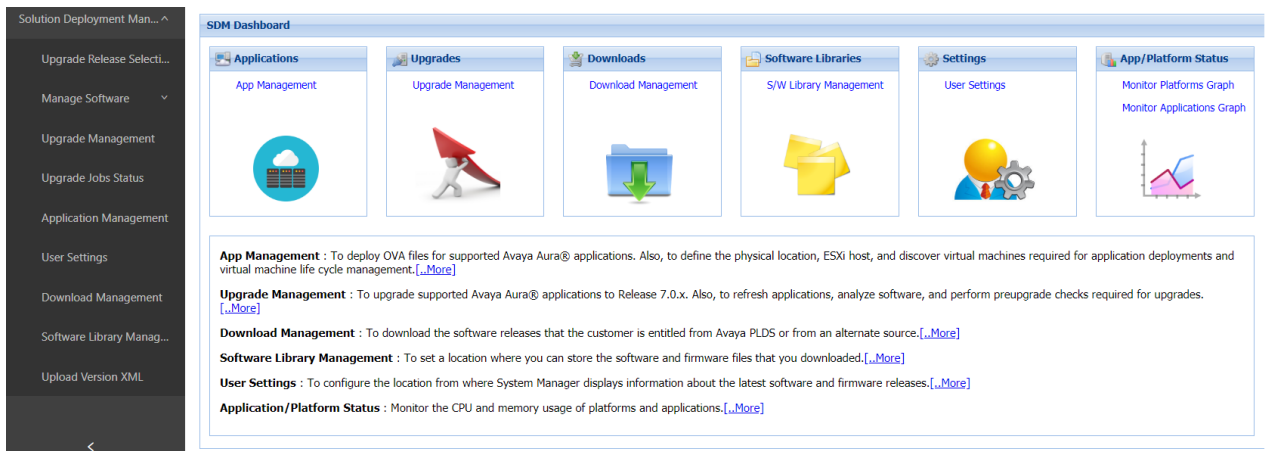 Solution Deployment Man...
Upgrade Release Selecti...
Manage Software
Upgrade Management
Upgrade Jobs Status
Application Management
User Settings
Download Management
Software Library Manag...
Upload Version XML
SDM Dashboard
Applications
App Management
Upgrades
Upgrade Management
Downloads
Download Management
Software Libraries
S/W Library Management
Settings
User Settings
App/Platform Status
Monitor Platforms Graph
Monitor Applications Graph
App Management : To deploy OVA files for supported Avaya Aura® applications. Also, to define the physical location, ESXi host, and discover virtual machines required for application deployments and
virtual machine life cycle management.[..More]
Upgrade Management : To upgrade supported Avaya Aura® applications to Release 7.0.x. Also, to refresh applications, analyze software, and perform preupgrade checks required for upgrades.
[..More]
Download Management : To download the software releases that the customer is entitled from Avaya PLDS or from an alternate source.[..More]
Software Library Management : To set a location where you can store the software and firmware files that you downloaded.[..More]
User Settings : To configure the location from where System Manager displays information about the latest software and firmware releases.[..More]
Application/Platform Status : Monitor the CPU and memory usage of platforms and applications.[..More]